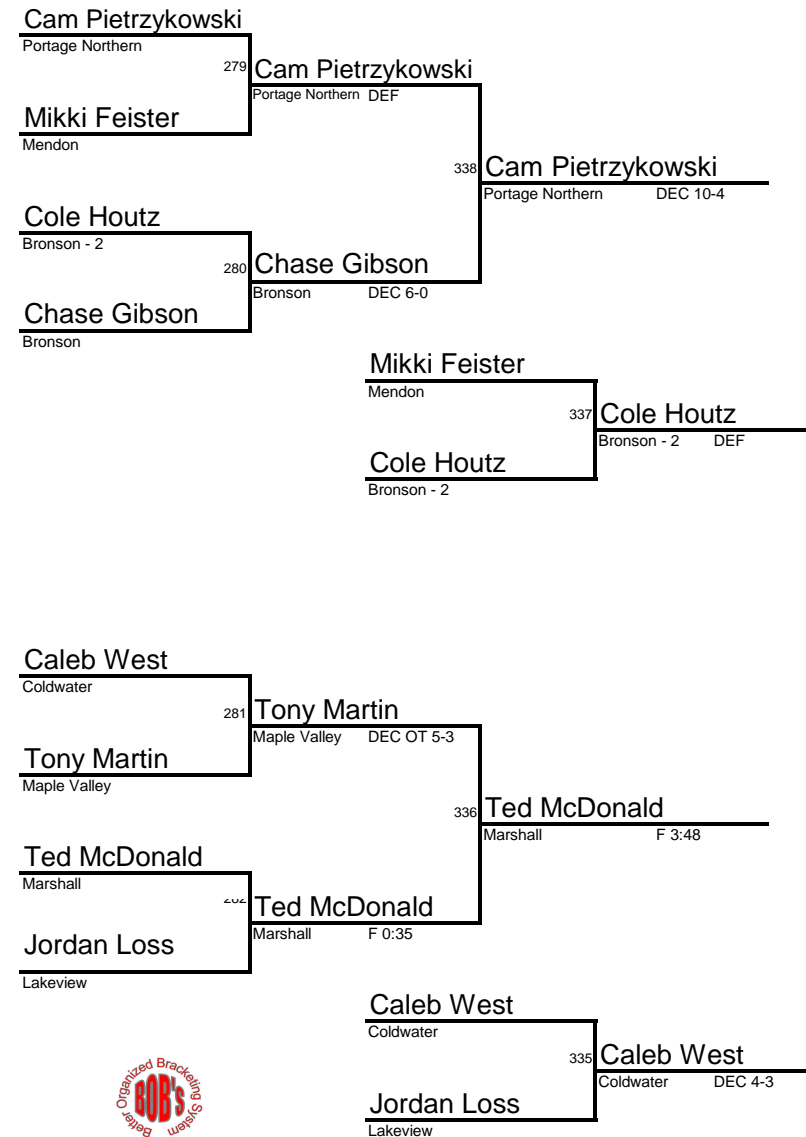 Cam Pietrzykowski
Portage Northern
279
Cam Pietrzykowski
Portage Northern DEF
Mikki Feister
Mendon
338
Cam Pietrzykowski
Portage Northern DEC 10-4
Cole Houtz
Bronson - 2
280
Chase Gibson
Bronson DEC 6-0
Chase Gibson
Bronson
Mikki Feister
Mendon
337
Cole Houtz
Bronson - 2 DEF
Cole Houtz
Bronson - 2
Caleb West
Coldwater
281
Tony Martin
Maple Valley DEC OT 5-3
Tony Martin
Maple Valley
336
Ted McDonald
Marshall F 3:48
Ted McDonald
Marshall
Ted McDonald
Marshall F 0:35
Jordan Loss
Lakeview
Caleb West
Coldwater
335
Caleb West
Coldwater DEC 4-3
Jordan Loss
Lakeview
Better Organized Bracketing System
BOB's